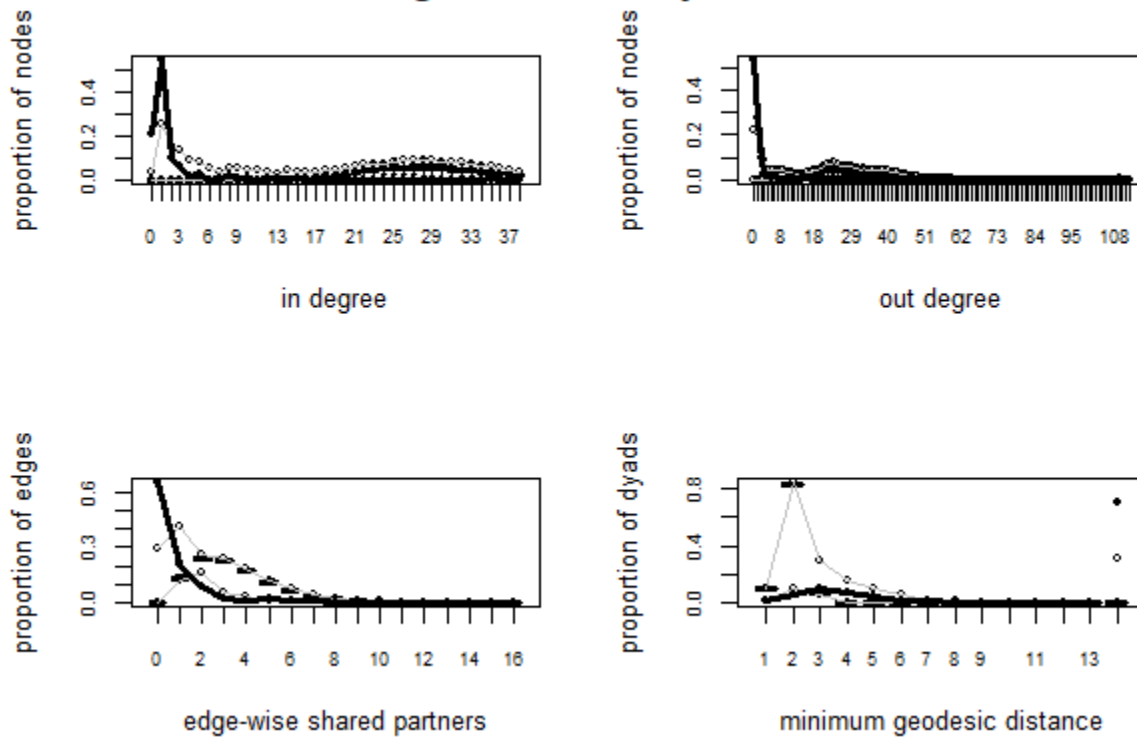 proportion of nodes
0.0 0.2 0.4
0 3 6 9 13 17 21 25 29 33 37
in degree
proportion of nodes
0.0 0.2 0.4
0 8 18 29 40 51 62 73 84 95 108
out degree
proportion of edges
0.0 0.3 0.6
0 2 4 6 8 10 12 14 16
edge-wise shared partners
proportion of dyads
0.0 0.4 0.8
1 2 3 4 5 6 7 8 9 11 13
minimum geodesic distance